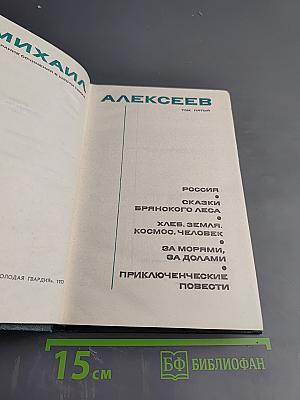 МИХАИЛ
АЛЕКСЕЕВ
ТОМ ПЯТЫЙ
РОССИЯ
•
СКАЗКИ
БРЯНСКОГО ЛЕСА
•
ХЛЕБ, ЗЕМЛЯ,
КОСМОС, ЧЕЛОВЕК
•
ЗА МОРЯМИ,
ЗА ДОЛАМИ
•
ПРИКЛЮЧЕНЧЕСКИЕ
ПОВЕСТИ
ОЛОДАЯ ГВАРДИЯ»
15 см
БФ БИБЛИОФАН